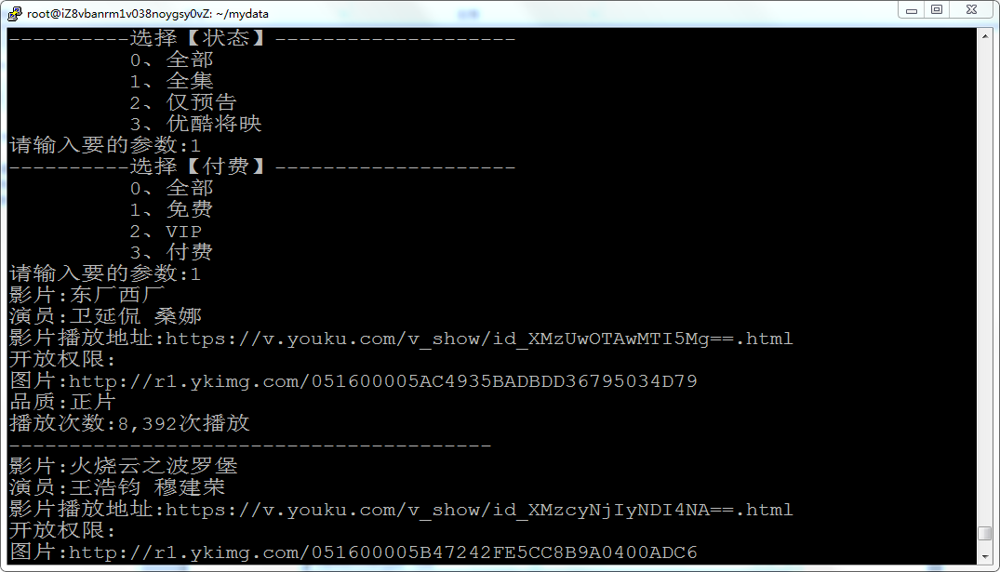 root@iZ8vbanrm1v038noygsy0vZ: ~/mydata
----------选择【状态】--------------------
0、全部
1、全集
2、仅预告
3、优酷将映
请输入要的参数:1
----------选择【付费】--------------------
0、全部
1、免费
2、VIP
3、付费
请输入要的参数:1
影片:东厂西厂
演员:卫延侃 桑娜
影片播放地址:https://v.youku.com/v_show/id_XMzUwOTAwMTI5Mg==.html
开放权限:
图片:http://r1.ykimg.com/051600005AC4935BADBDD36795034D79
品质:正片
播放次数:8,392次播放
----------------------------------------
影片:火烧云之波罗堡
演员:王浩钧 穆建荣
影片播放地址:https://v.youku.com/v_show/id_XMzcyNjIyNDI4NA==.html
开放权限:
图片:http://r1.ykimg.com/051600005B47242FE5CC8B9A0400ADC6